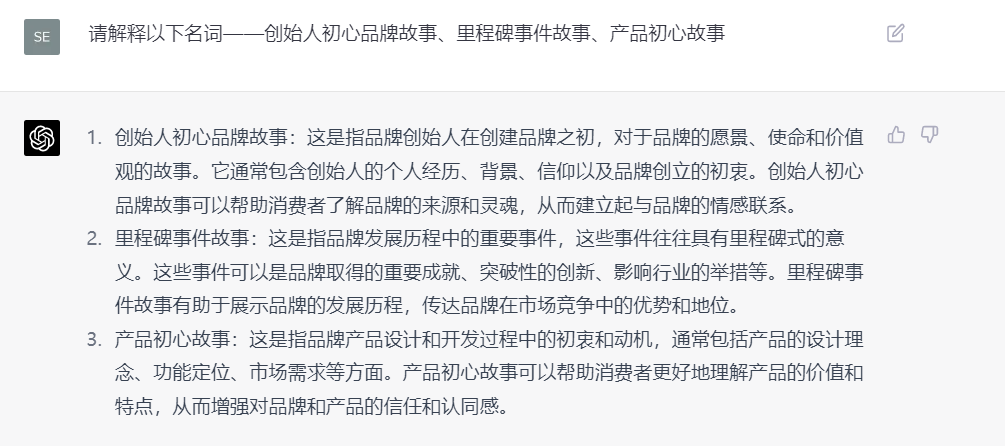 SE
请解释以下名词——创始人初心品牌故事、里程碑事件故事、产品初心故事
1. 创始人初心品牌故事：这是指品牌创始人在创建品牌之初，对于品牌的愿景、使命和价值
观的故事。它通常包含创始人的个人经历、背景、信仰以及品牌创立的初衷。创始人初心
品牌故事可以帮助消费者了解品牌的来源和灵魂，从而建立起与品牌的情感联系。
2. 里程碑事件故事：这是指品牌发展历程中的重要事件，这些事件往往具有里程碑式的意
义。这些事件可以是品牌取得的重要成就、突破性的创新、影响行业的举措等。里程碑事
件故事有助于展示品牌的发展历程，传达品牌在市场竞争中的优势和地位。
3. 产品初心故事：这是指品牌产品设计和开发过程中的初衷和动机，通常包括产品的设计理
念、功能定位、市场需求等方面。产品初心故事可以帮助消费者更好地理解产品的价值和
特点，从而增强对品牌和产品的信任和认同感。